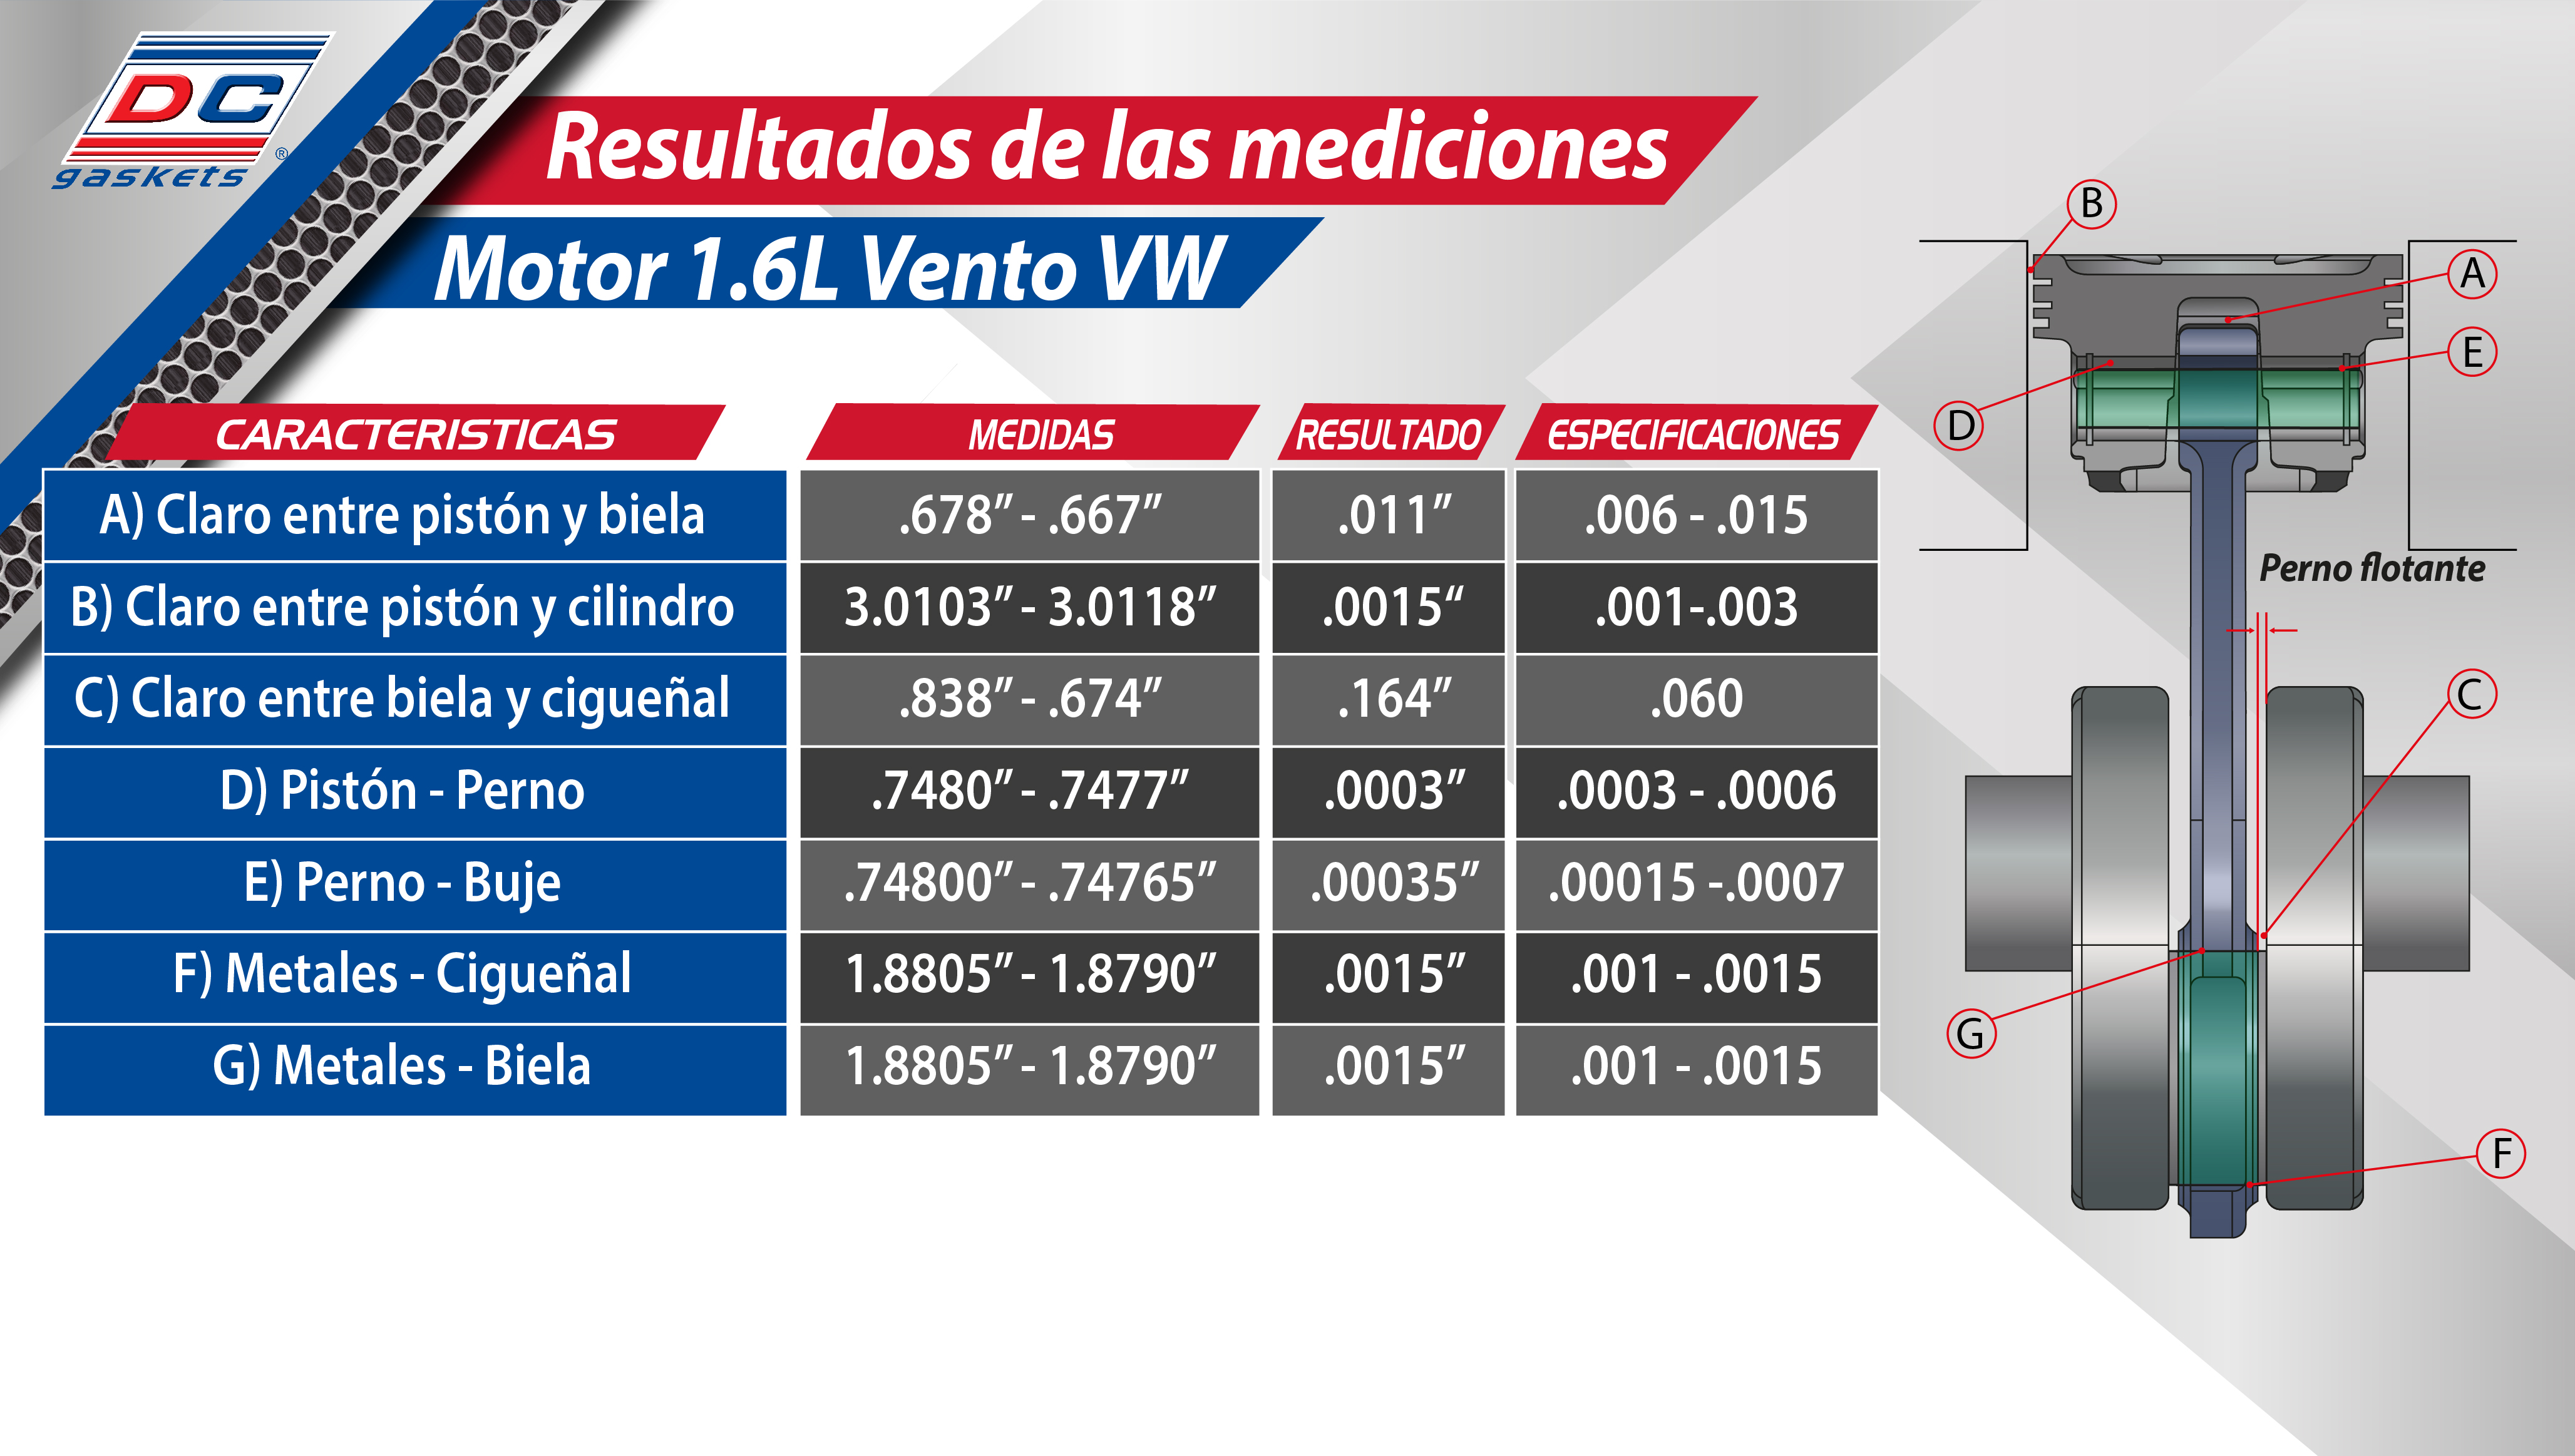 DC
®
gaskets
Resultados de las mediciones
Motor 1.6L Vento VW
CARACTERISTICAS MEDIDAS RESULTADO ESPECIFICACIONES
A) Claro entre pistón y biela .678” - .667” .011” .006 - .015
B) Claro entre pistón y cilindro 3.0103” - 3.0118” .0015“ .001-.003
C) Claro entre biela y cigueñal .838” - .674” .164” .060
D) Pistón - Perno .7480” - .7477” .0003” .0003 - .0006
E) Perno - Buje .74800” - .74765” .00035” .00015 -.0007
F) Metales - Cigueñal 1.8805” - 1.8790” .0015” .001 - .0015
G) Metales - Biela 1.8805” - 1.8790” .0015” .001 - .0015
B
A
E
D
Perno flotante
C
G
F